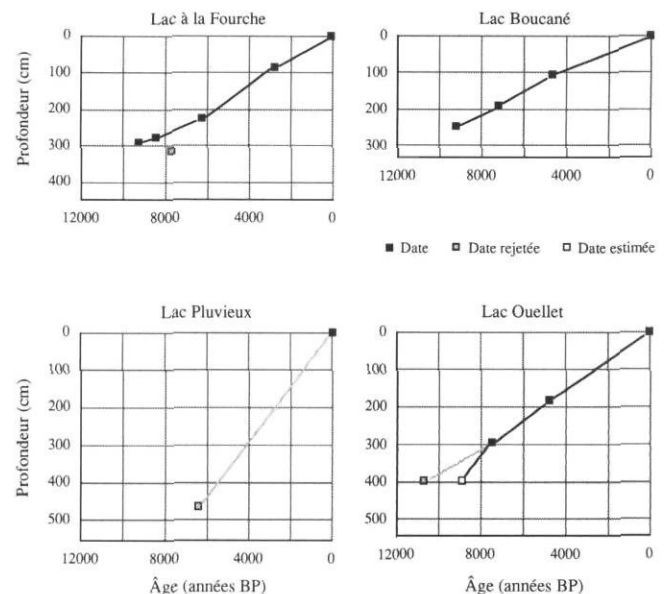 Lac à la Fourche
Profondeur (cm)
0
100
200
300
400
12000 8000 4000 0
Lac Boucané
0
100
200
300
12000 8000 4000 0
Date Date rejetée Date estimée
Lac Pluvieux
Profondeur (cm)
0
100
200
300
400
500
12000 8000 4000 0
Âge (années BP)
Lac Ouellet
0
100
200
300
400
500
12000 8000 4000 0
Âge (années BP)